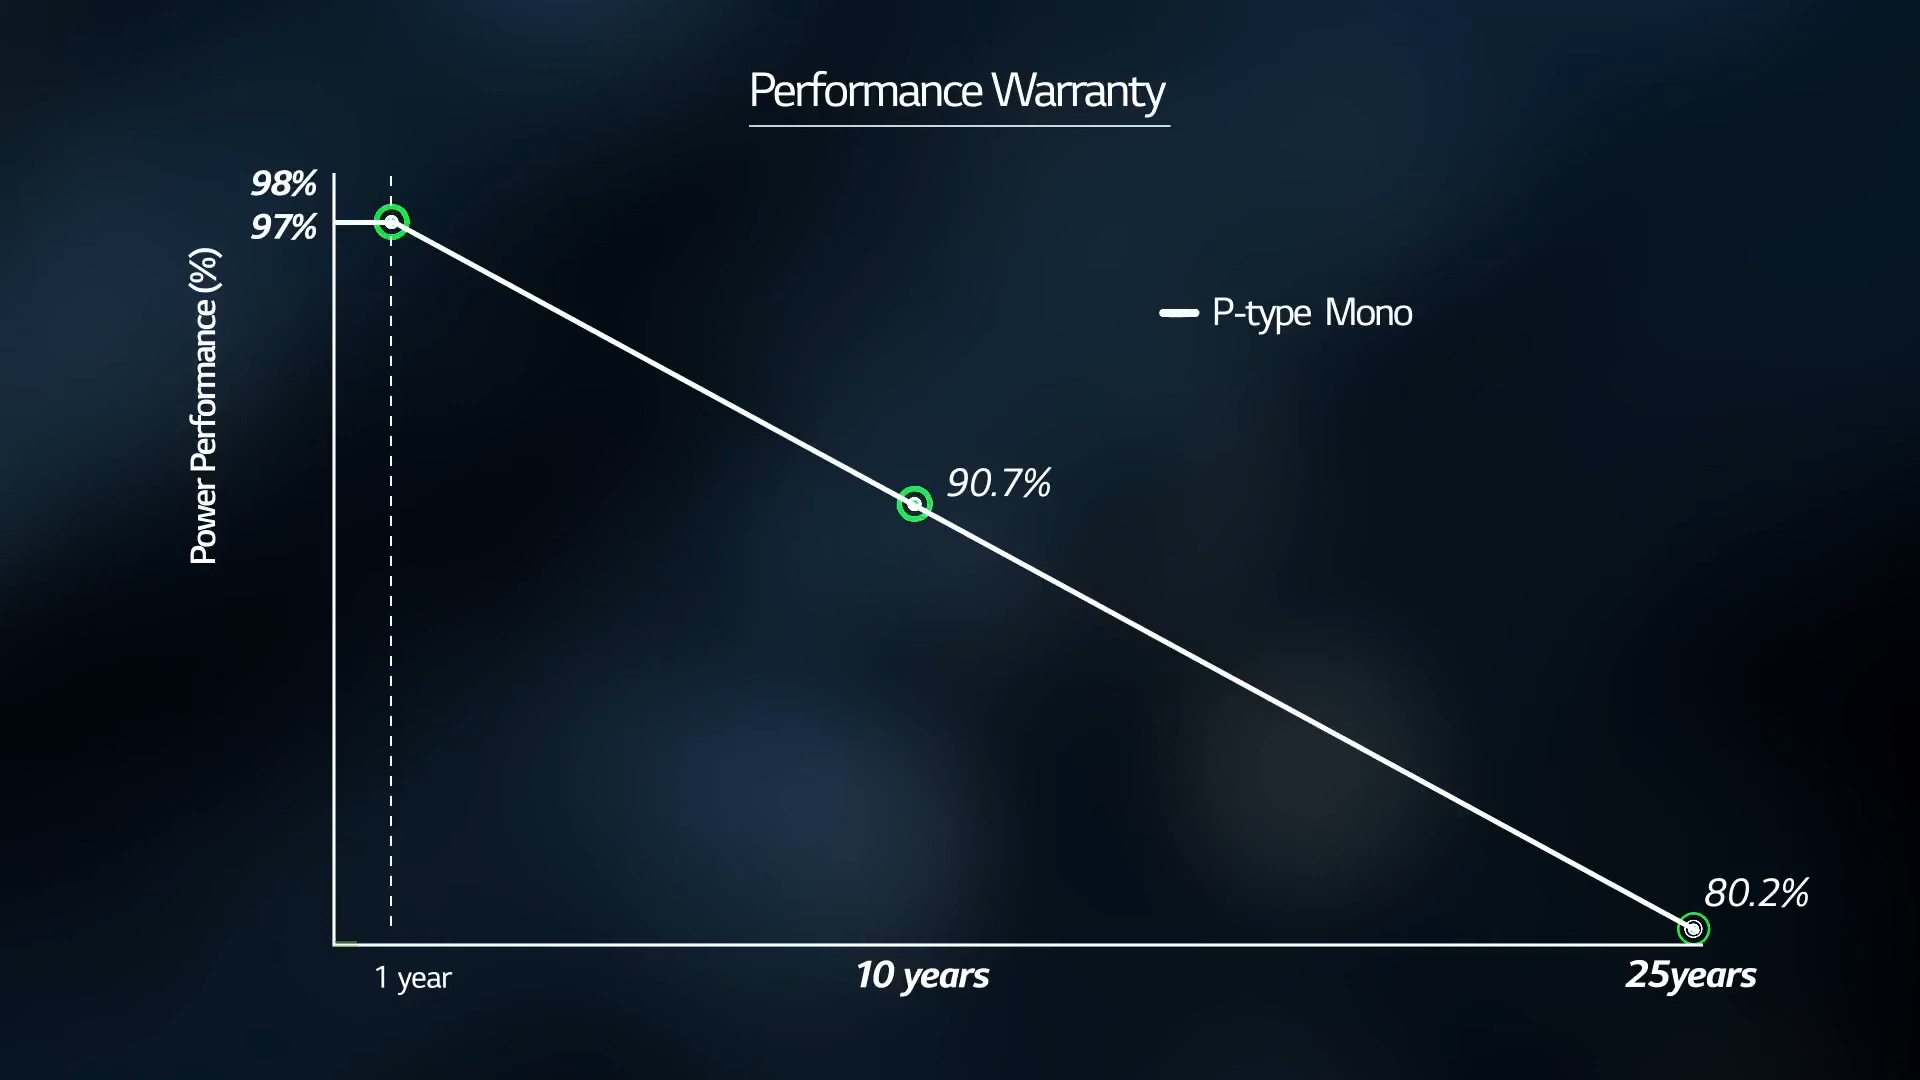 Performance Warranty
98%
97%
Power Performance (%)
P-type Mono
90.7%
80.2%
1 year
10 years
25years